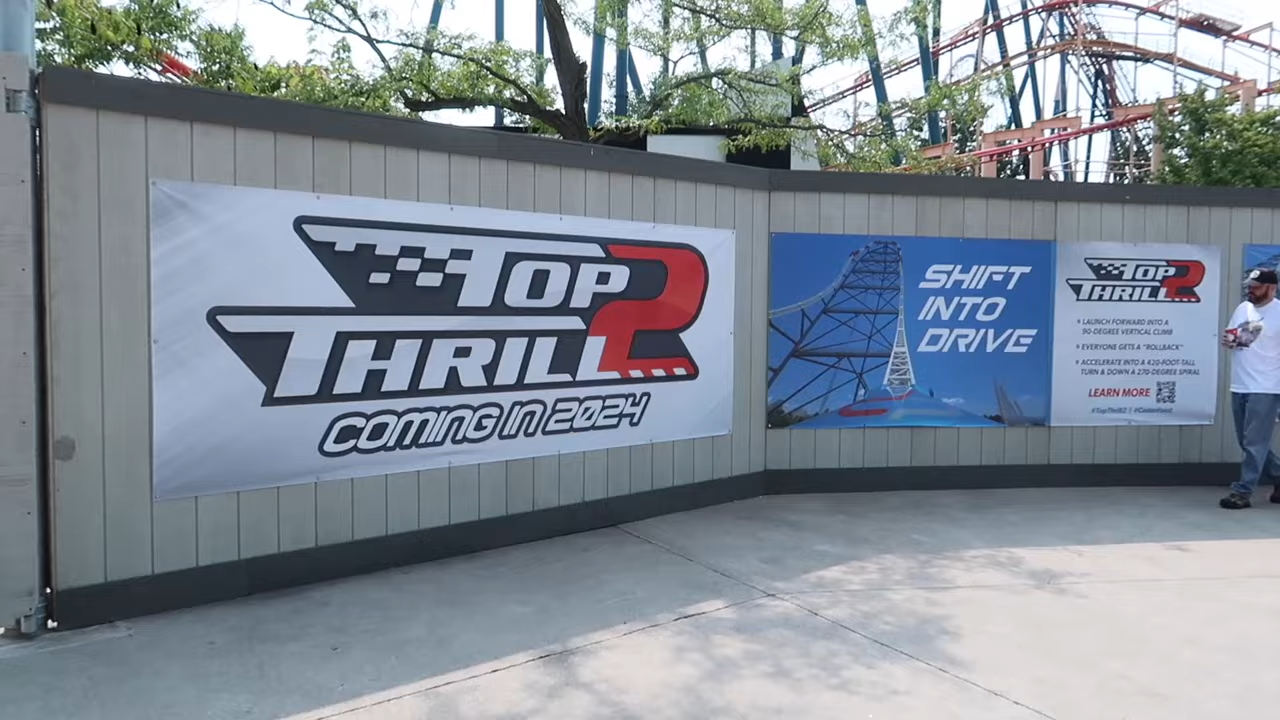 TOP
THRILL 2
COMING IN 2024
SHIFT
INTO
DRIVE
TOP
THRILL 2
LAUNCH FORWARD INTO A
90-DEGREE VERTICAL CLIMB
EVERYONE GETS A "ROLLBACK"
ACCELERATE INTO A 420-FOOT-TALL
TURN & DOWN A 270-DEGREE SPIRAL
LEARN MORE
#TopThrill2 | #CedarPoint